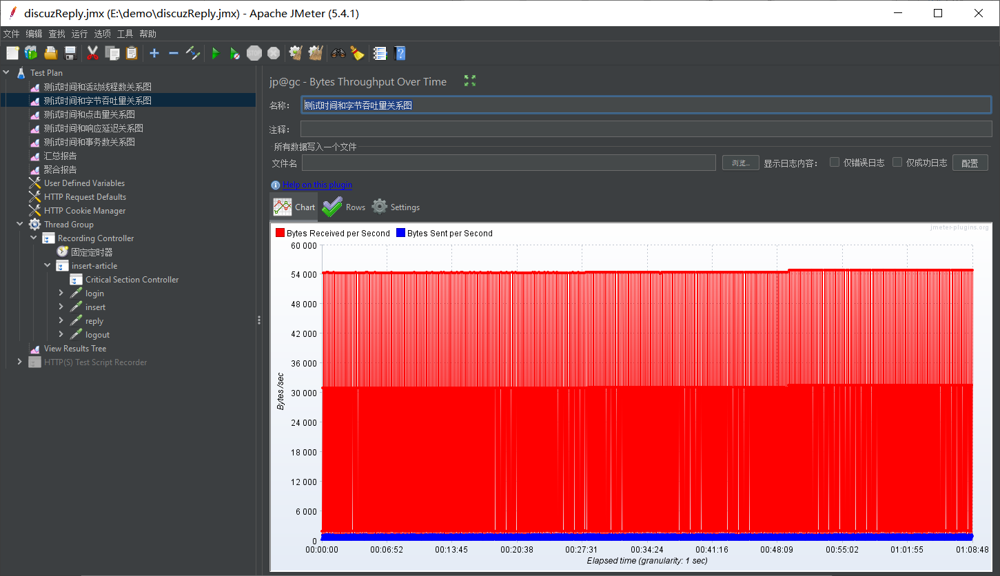 discuzReply.jmx (E:\demo\discuzReply.jmx) - Apache JMeter (5.4.1)
文件 编辑 查找 运行 选项 工具 帮助
STOP
Test Plan
测试时间和活动线程数关系图
测试时间和字节吞吐量关系图
测试时间和点击量关系图
测试时间和响应延迟关系图
测试时间和事务数关系图
汇总报告
聚合报告
User Defined Variables
HTTP Request Defaults
HTTP Cookie Manager
Thread Group
Recording Controller
固定定时器
insert-article
Critical Section Controller
login
insert
reply
logout
View Results Tree
HTTP(S) Test Script Recorder
jp@gc - Bytes Throughput Over Time
名称： 测试时间和字节吞吐量关系图
注释：
所有数据写入一个文件
文件名 浏览... 显示日志内容： 仅错误日志 仅成功日志 配置
Help on this plugin
Chart Rows Settings
jmeter-plugins.org
Bytes Received per Second Bytes Sent per Second
60 000
54 000
48 000
42 000
36 000
30 000
24 000
18 000
12 000
6 000
0
Bytes /sec
00:00:00 00:06:52 00:13:45 00:20:38 00:27:31 00:34:24 00:41:16 00:48:09 00:55:02 01:01:55 01:08:48
Elapsed time (granularity: 1 sec)